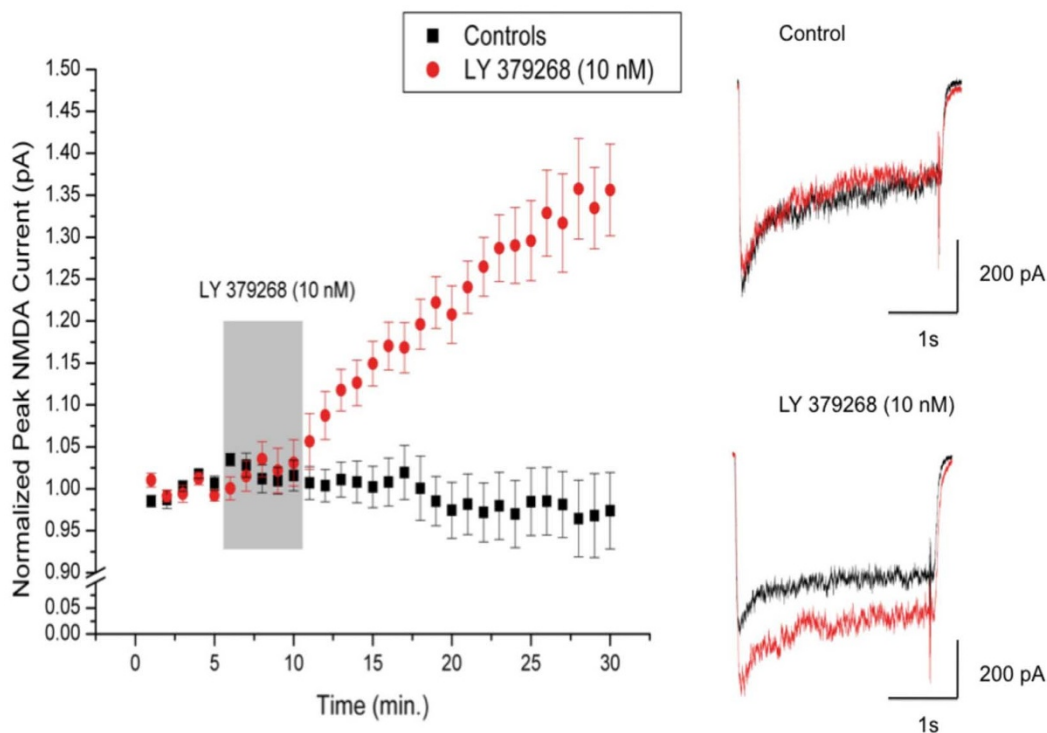 Controls
LY 379268 (10 nM)
Control
1.50
1.45
1.40
1.35
1.30
1.25
1.20
1.15
1.10
1.05
1.00
0.95
0.90
0.05
0.00
Normalized Peak NMDA Current (pA)
LY 379268 (10 nM)
0
5
10
15
20
25
30
Time (min.)
200 pA
1s
LY 379268 (10 nM)
200 pA
1s